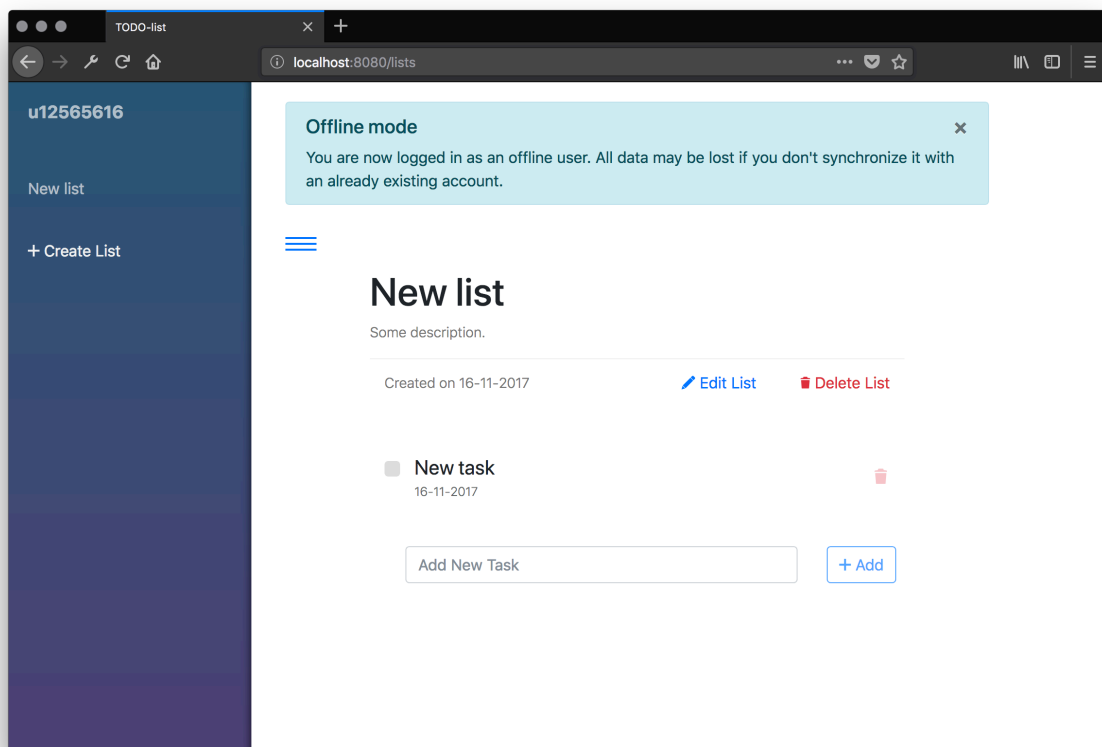 TODO-list
localhost:8080/lists
u12565616
New list
+ Create List
Offline mode
You are now logged in as an offline user. All data may be lost if you don't synchronize it with
an already existing account.
New list
Some description.
Created on 16-11-2017
Edit List
Delete List
New task
16-11-2017
Add New Task
+ Add